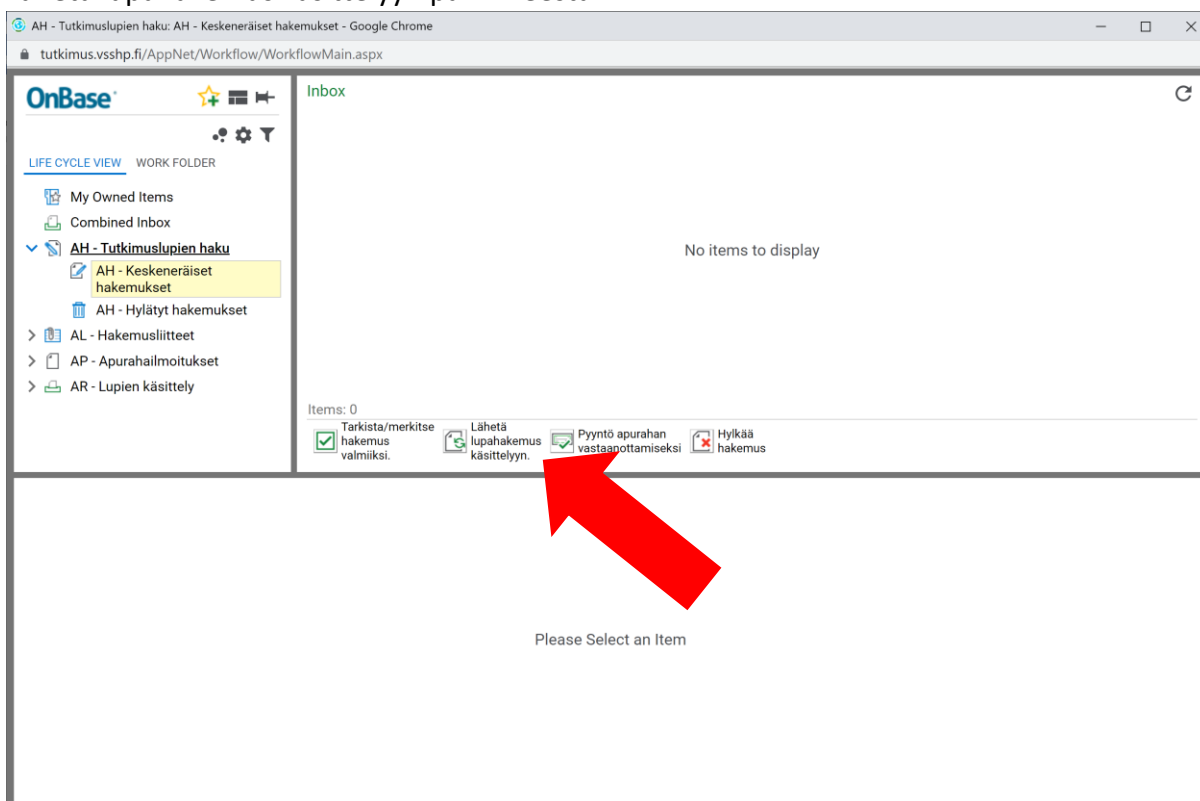 AH - Tutkimuslupien haku: AH - Keskeneräiset hakemukset - Google Chrome
tutkimus.vsshp.fi/AppNet/Workflow/WorkflowMain.aspx
OnBase
LIFE CYCLE VIEW WORK FOLDER
My Owned Items
Combined Inbox
AH - Tutkimuslupien haku
AH - Keskeneräiset
hakemukset
AH - Hylätyt hakemukset
AL - Hakemusliitteet
AP - Apurahailmoitukset
AR - Lupien käsittely
Inbox
No items to display
Items: 0
Tarkista/merkitse
hakemus
valmiiksi.
Lähetä
lupahakemus
käsittelyyn.
Pyyntö apurahan
vastaanottamiseksi
Hylkää
hakemus
Please Select an Item